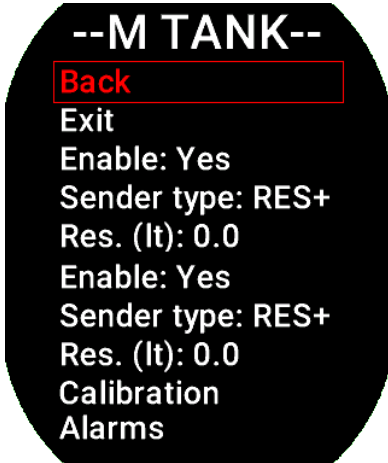 --M TANK--
Back
Exit
Enable: Yes
Sender type: RES+
Res. (lt): 0.0
Enable: Yes
Sender type: RES+
Res. (lt): 0.0
Calibration
Alarms